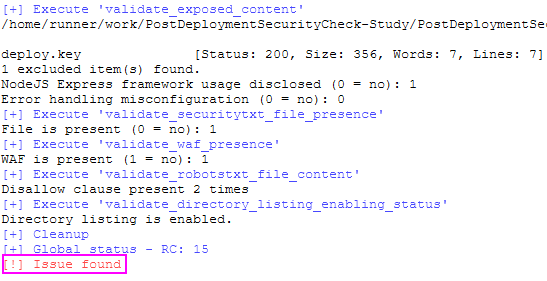 [+] Execute 'validate_exposed_content'
/home/runner/work/PostDeploymentSecurityCheck-Study/PostDeploymentSec
deploy.key [Status: 200, Size: 356, Words: 7, Lines: 7]
1 excluded item(s) found.
NodeJS Express framework usage disclosed (0 = no): 1
Error handling misconfiguration (0 = no): 0
[+] Execute 'validate_securitytxt_file_presence'
File is present (0 = no): 1
[+] Execute 'validate_waf_presence'
WAF is present (1 = no): 1
[+] Execute 'validate_robotstxt_file_content'
Disallow clause present 2 times
[+] Execute 'validate_directory_listing_enabling_status'
Directory listing is enabled.
[+] Cleanup
[+] Global status - RC: 15
[!] Issue found